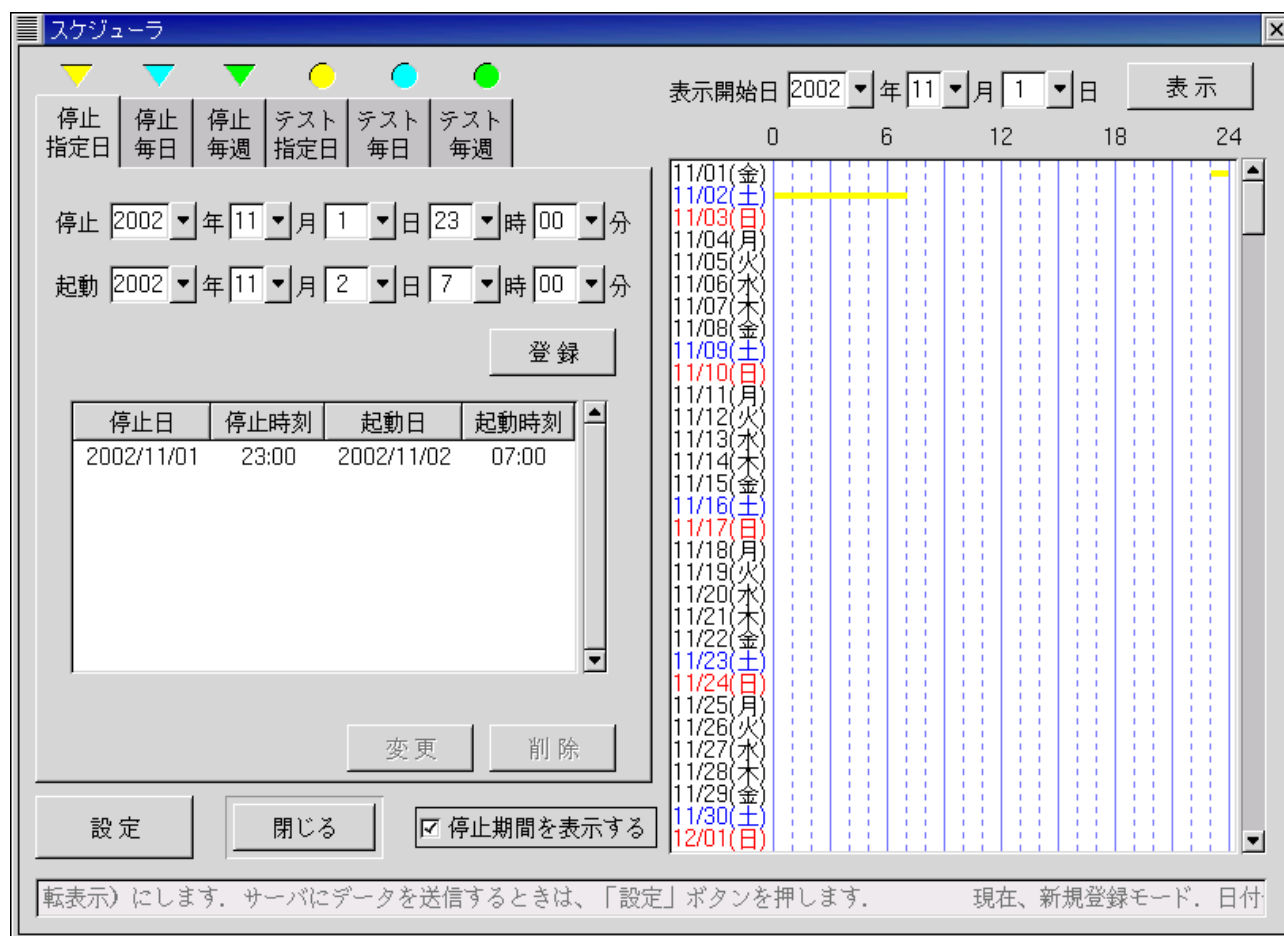 スケジューラ
停止 指定日
停止 毎日
停止 毎週
テスト 指定日
テスト 毎日
テスト 毎週
停止 2002 年 11 月 1 日 23 時 00 分
起動 2002 年 11 月 2 日 7 時 00 分
登録
停止日 停止時刻 起動日 起動時刻
2002/11/01 23:00 2002/11/02 07:00
変更 削除
設定 閉じる 停止期間を表示する
表示開始日 2002 年 11 月 1 日 表示
0 6 12 18 24
11/01(金)
11/02(土)
11/03(日)
11/04(月)
11/05(火)
11/06(水)
11/07(木)
11/08(金)
11/09(土)
11/10(日)
11/11(月)
11/12(火)
11/13(水)
11/14(木)
11/15(金)
11/16(土)
11/17(日)
11/18(月)
11/19(火)
11/20(水)
11/21(木)
11/22(金)
11/23(土)
11/24(日)
11/25(月)
11/26(火)
11/27(水)
11/28(木)
11/29(金)
11/30(土)
12/01(日)
転表示）にします．サーバにデータを送信するときは、「設定」ボタンを押します． 現在、新規登録モード．日付